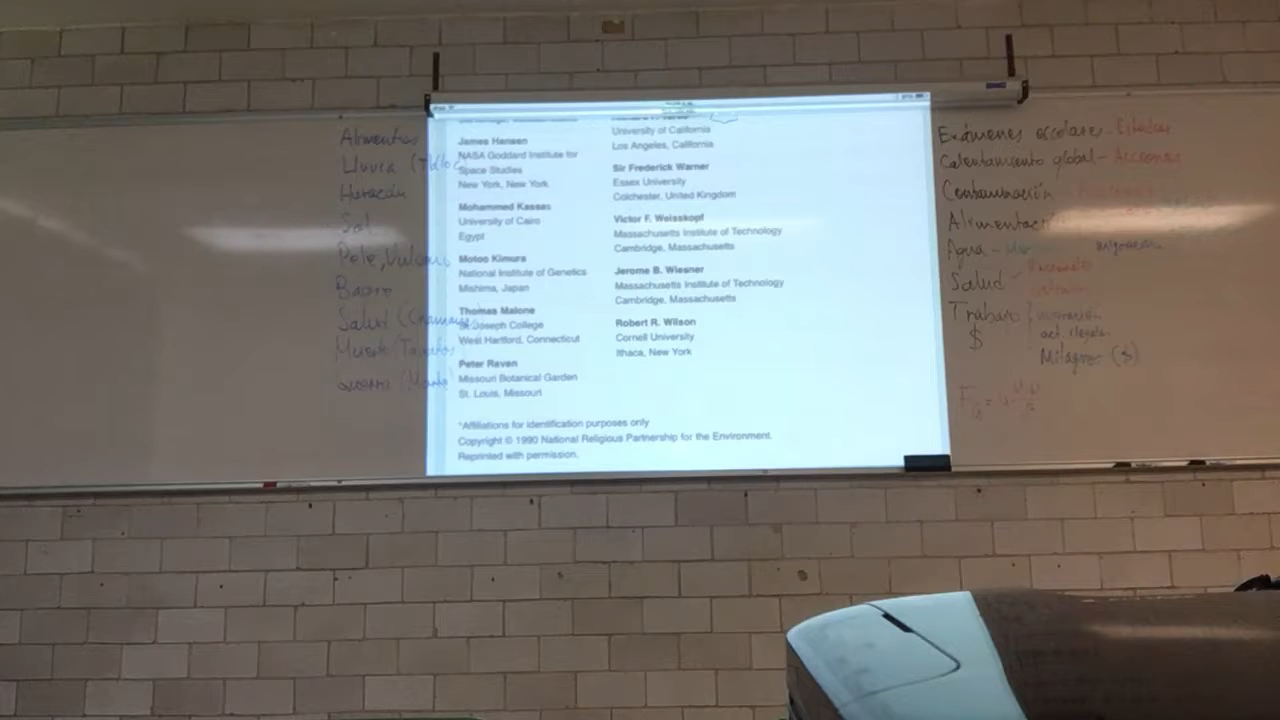 Alimentos
Lluvia
Huracán
Sol
Barro
Salud
Muerte
James Hansen
NASA Goddard Institute for
Space Studies
New York, New York
Mohammed Kassas
University of Cairo
Egypt
Motoo Kimura
National Institute of Genetics
Mishima, Japan
Thomas Malone
St. Joseph College
West Hartford, Connecticut
Peter Raven
Missouri Botanical Garden
St. Louis, Missouri
University of California
Los Angeles, California
Sir Frederick Warner
Essex University
Colchester, United Kingdom
Victor F. Weisskopf
Massachusetts Institute of Technology
Cambridge, Massachusetts
Jerome B. Wiesner
Massachusetts Institute of Technology
Cambridge, Massachusetts
Robert R. Wilson
Cornell University
Ithaca, New York
*Affiliations for identification purposes only
Copyright © 1990 National Religious Partnership for the Environment.
Reprinted with permission.
Exámenes escolares -
Calentamiento global - Acciones
Contaminación -
Agua -
Salud -
Trabajo
$
Milagros ($)